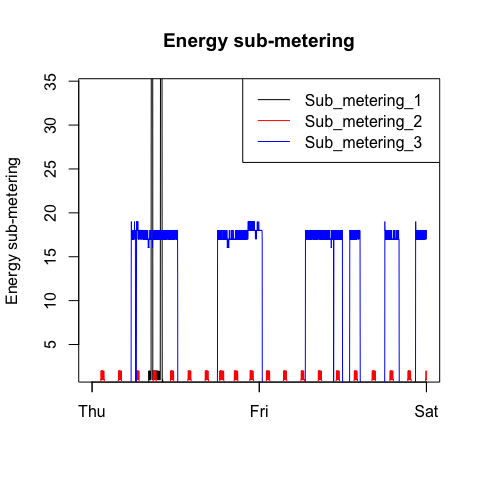 Energy sub-metering
35
30
25
20
15
10
5
Energy sub-metering
Sub_metering_1
Sub_metering_2
Sub_metering_3
Thu Fri Sat